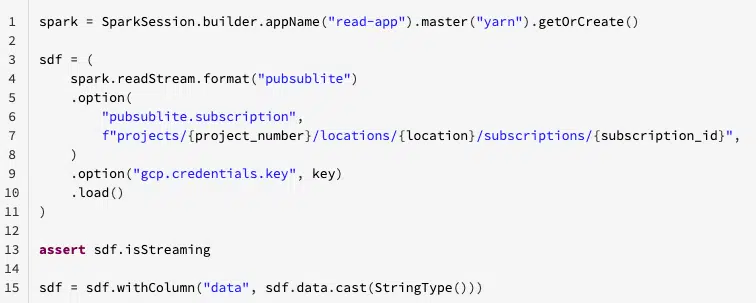 1 spark = SparkSession.builder.appName("read-app").master("yarn").getOrCreate()
2
3 sdf = (
4     spark.readStream.format("pubsublite")
5     .option(
6         "pubsublite.subscription",
7         f"projects/{project_number}/locations/{location}/subscriptions/{subscription_id}",
8     )
9     .option("gcp.credentials.key", key)
10     .load()
11 )
12
13 assert sdf.isStreaming
14
15 sdf = sdf.withColumn("data", sdf.data.cast(StringType()))